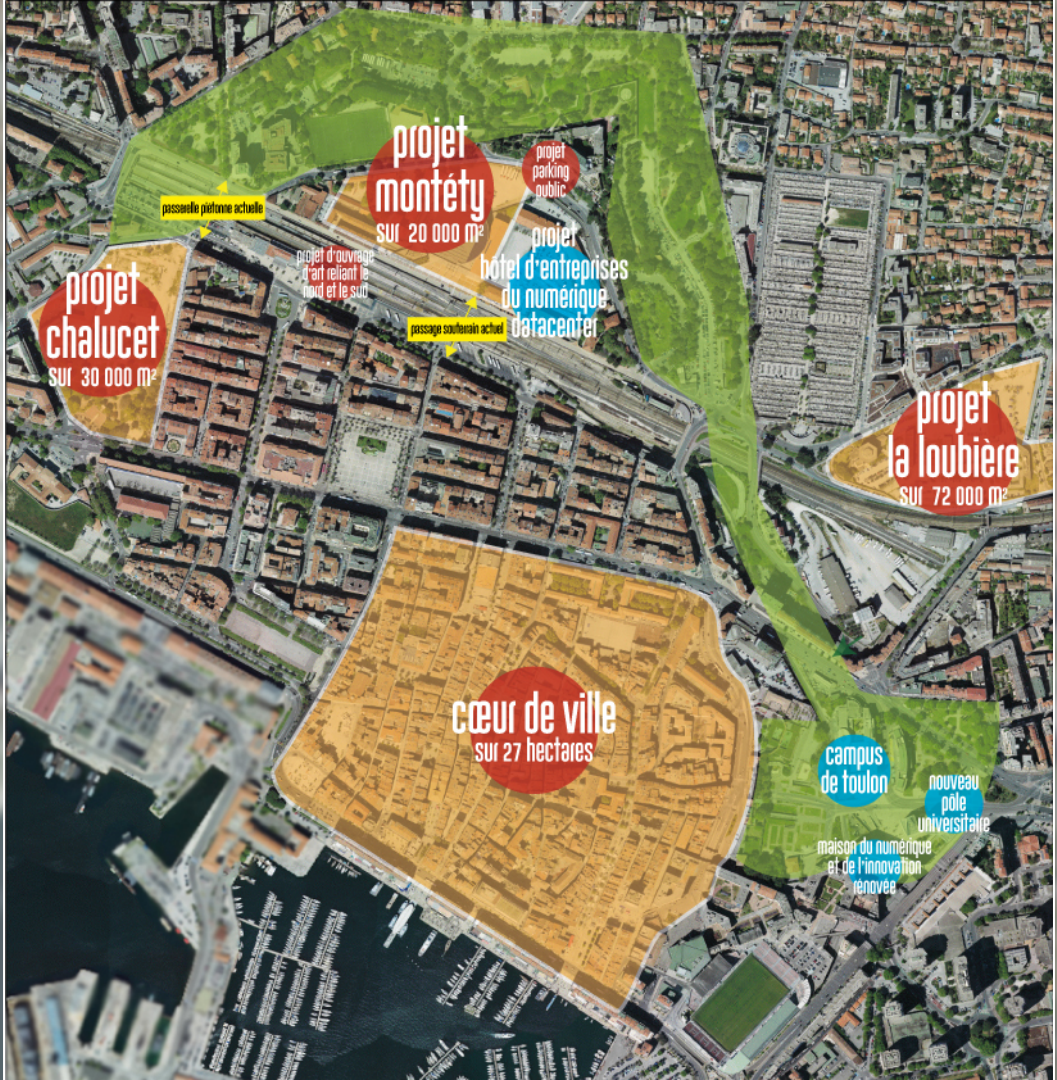 projet
montéty
sur 20 000 m²
projet
parking
public
passerelle piétonne actuelle
projet d'ouvrage
d'art reliant le
nord et le sud
projet
hôtel d'entreprises
du numérique
datacenter
passage souterrain actuel
projet
chalucet
sur 30 000 m²
projet
la loubière
sur 72 000 m²
cœur de ville
sur 27 hectares
campus
de toulon
nouveau
pôle
universitaire
maison du numérique
et de l'innovation
rénovée